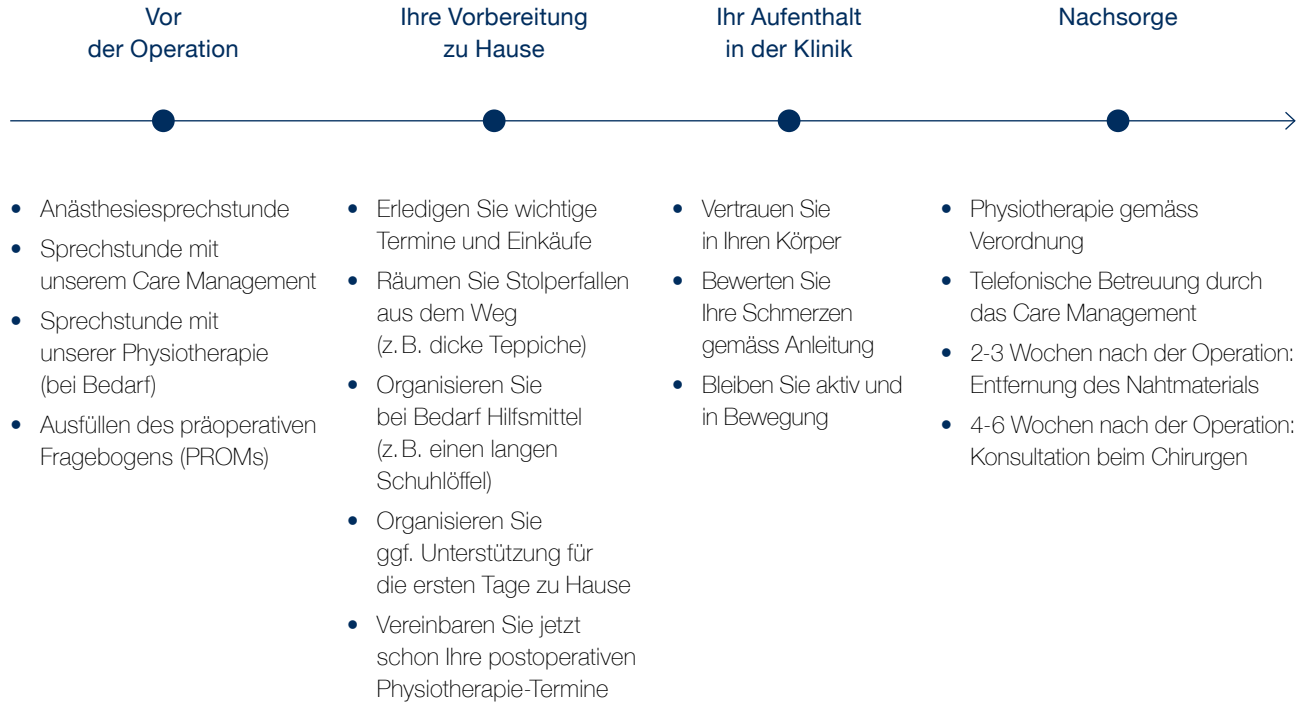 Vor
der Operation
Ihre Vorbereitung
zu Hause
Ihr Aufenthalt
in der Klinik
Nachsorge
• Anästhesiesprechstunde
• Sprechstunde mit
unserem Care Management
• Sprechstunde mit
unserer Physiotherapie
(bei Bedarf)
• Ausfüllen des präoperativen
Fragebogens (PROMs)
• Erledigen Sie wichtige
Termine und Einkäufe
• Räumen Sie Stolperfallen
aus dem Weg
(z. B. dicke Teppiche)
• Organisieren Sie
bei Bedarf Hilfsmittel
(z. B. einen langen
Schuhlöffel)
• Organisieren Sie
ggf. Unterstützung für
die ersten Tage zu Hause
• Vereinbaren Sie jetzt
schon Ihre postoperativen
Physiotherapie-Termine
• Vertrauen Sie
in Ihren Körper
• Bewerten Sie
Ihre Schmerzen
gemäss Anleitung
• Bleiben Sie aktiv und
in Bewegung
• Physiotherapie gemäss
Verordnung
• Telefonische Betreuung durch
das Care Management
• 2-3 Wochen nach der Operation:
Entfernung des Nahtmaterials
• 4-6 Wochen nach der Operation:
Konsultation beim Chirurgen